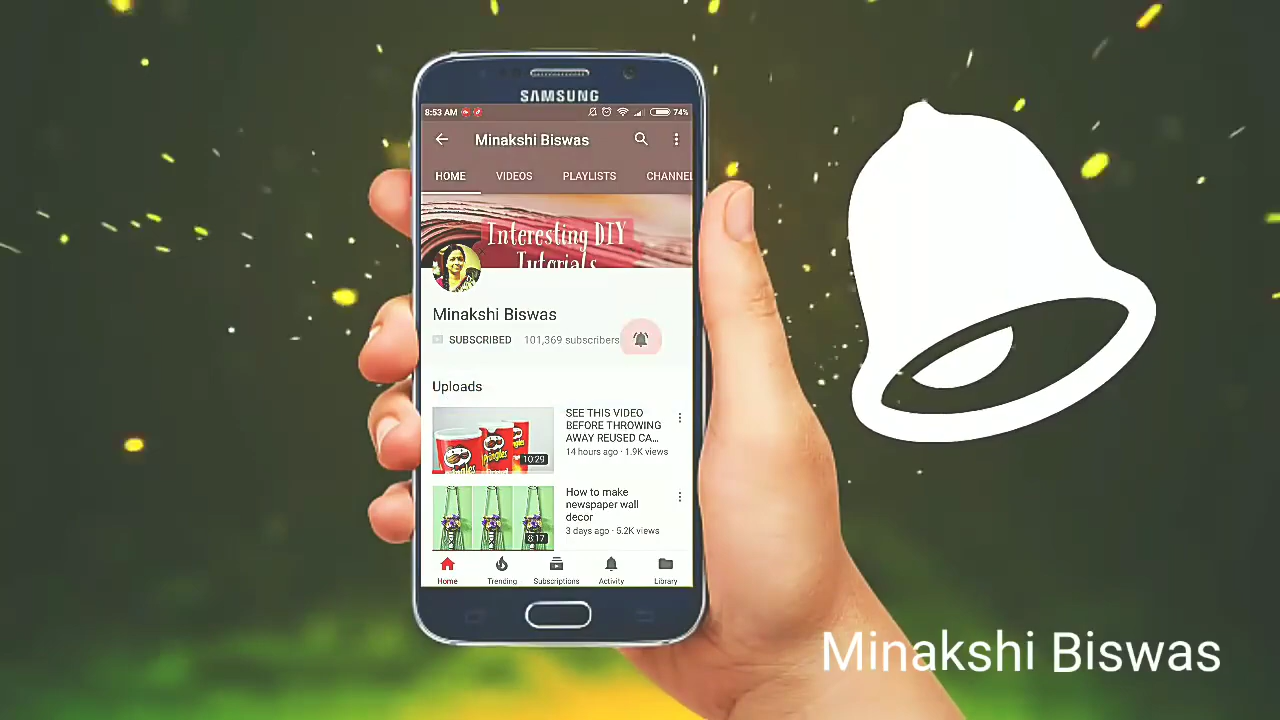 SAMSUNG
8:53 AM
74%
Minakshi Biswas
HOME VIDEOS PLAYLISTS CHANNEL
Interesting DIY
Tutorials
Minakshi Biswas
SUBSCRIBED 101,369 subscribers
Uploads
SEE THIS VIDEO
BEFORE THROWING
AWAY REUSED CA...
14 hours ago · 1.9K views
Pringles
10:29
How to make
newspaper wall
decor
3 days ago · 5.2K views
8:17
Home Trending Subscriptions Activity Library
Minakshi Biswas